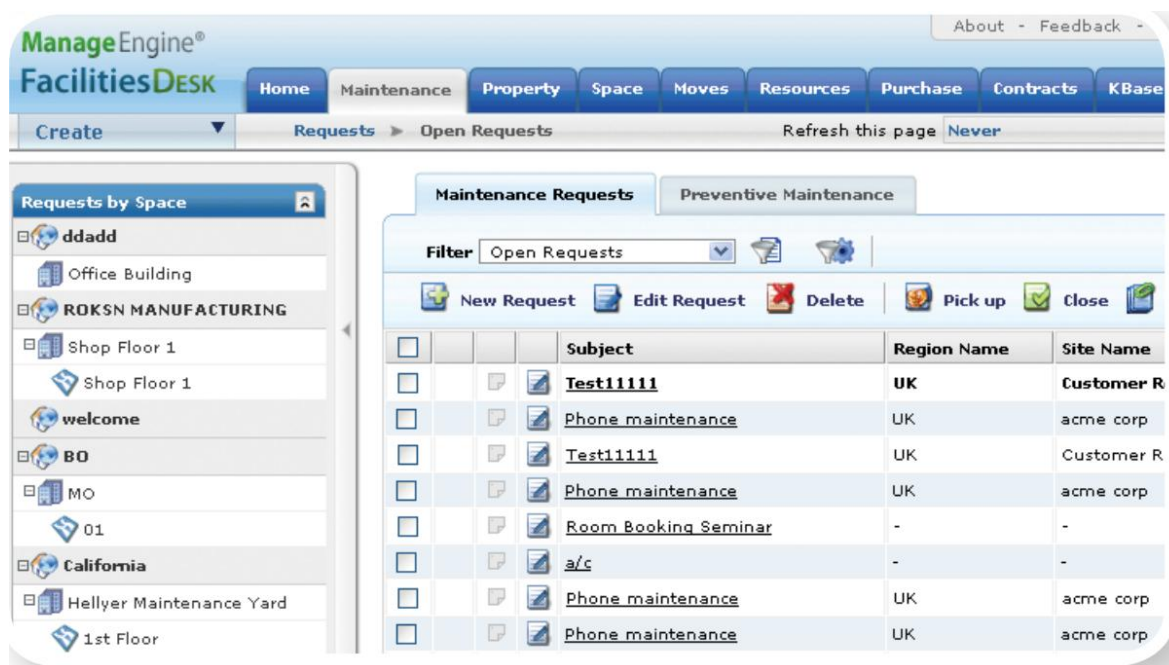 About - Feedback -
ManageEngine®
FacilitiesDesk
Home Maintenance Property Space Moves Resources Purchase Contracts KBase
Create Requests Open Requests Refresh this page Never
Requests by Space
ddadd
Office Building
ROKSN MANUFACTURING
Shop Floor 1
Shop Floor 1
welcome
BO
MO
01
California
Hellyer Maintenance Yard
1st Floor
Maintenance Requests Preventive Maintenance
Filter Open Requests
New Request Edit Request Delete Pick up Close
Subject Region Name Site Name
Test11111 UK Customer R
Phone maintenance UK acme corp
Test11111 UK Customer R
Phone maintenance UK acme corp
Room Booking Seminar - -
a/c - -
Phone maintenance UK acme corp
Phone maintenance UK acme corp